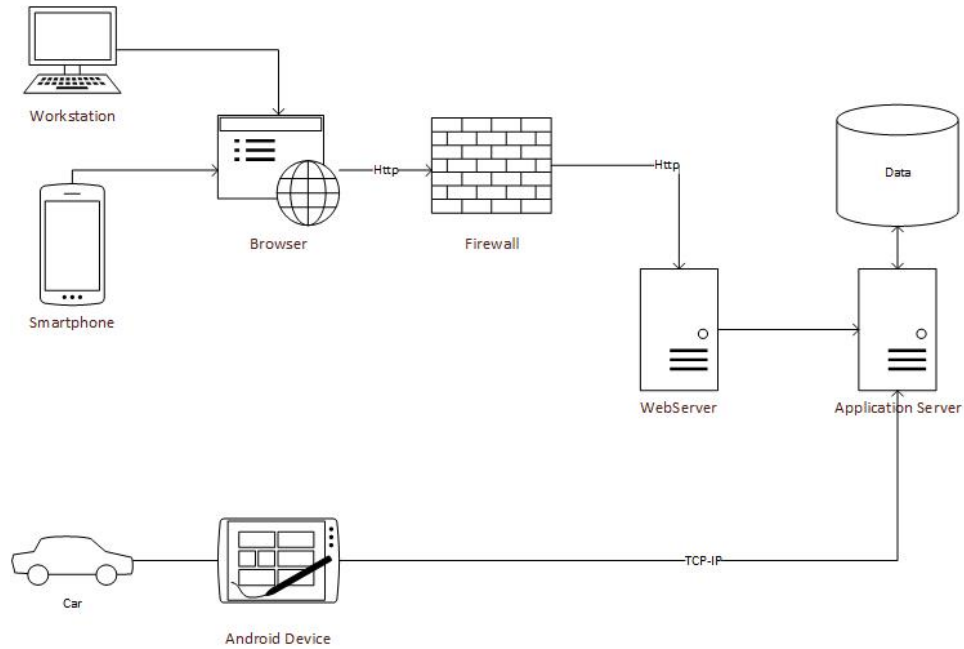 Workstation
Data
Http
Http
Browser
Firewall
Smartphone
WebServer
Application Server
TCP-IP
Car
Android Device